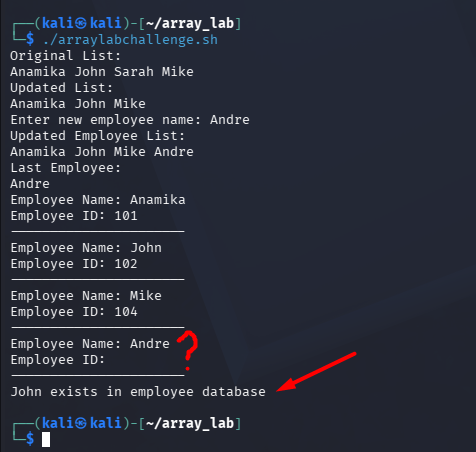 ┌──(kali㉿kali)-[~/array_lab]
└─$ ./arraylabchallenge.sh
Original List:
Anamika John Sarah Mike
Updated List:
Anamika John Mike
Enter new employee name: Andre
Updated Employee List:
Anamika John Mike Andre
Last Employee:
Andre
Employee Name: Anamika
Employee ID: 101
----------------------
Employee Name: John
Employee ID: 102
----------------------
Employee Name: Mike
Employee ID: 104
----------------------
Employee Name: Andre ?
Employee ID:
----------------------
John exists in employee database
┌──(kali㉿kali)-[~/array_lab]
└─$